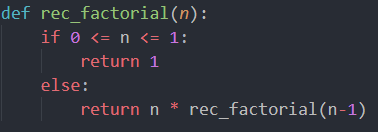 def rec_factorial(n):
    if 0 <= n <= 1:
        return 1
    else:
        return n * rec_factorial(n-1)